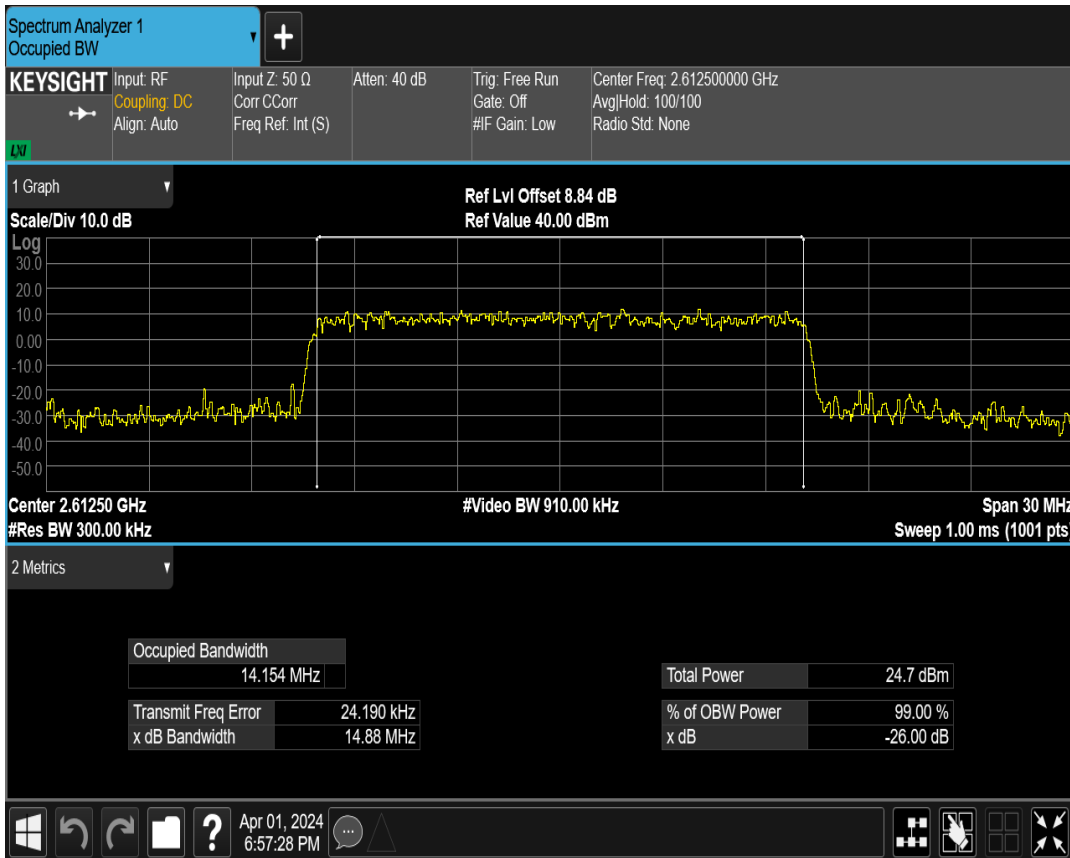 Spectrum Analyzer 1
Occupied BW
+
KEYSIGHT
LXI
Input: RF
Coupling: DC
Align: Auto
Input Z: 50 Ω
Corr CCorr
Freq Ref: Int (S)
Atten: 40 dB
Trig: Free Run
Gate: Off
#IF Gain: Low
Center Freq: 2.612500000 GHz
Avg|Hold: 100/100
Radio Std: None
1 Graph
Scale/Div 10.0 dB
Ref Lvl Offset 8.84 dB
Ref Value 40.00 dBm
Log
30.0
20.0
10.0
0.00
-10.0
-20.0
-30.0
-40.0
-50.0
Center 2.61250 GHz
#Video BW 910.00 kHz
Span 30 MHz
#Res BW 300.00 kHz
Sweep 1.00 ms (1001 pts)
2 Metrics
Occupied Bandwidth
14.154 MHz
Total Power 24.7 dBm
Transmit Freq Error 24.190 kHz
% of OBW Power 99.00 %
x dB Bandwidth 14.88 MHz
x dB -26.00 dB
?
Apr 01, 2024
6:57:28 PM